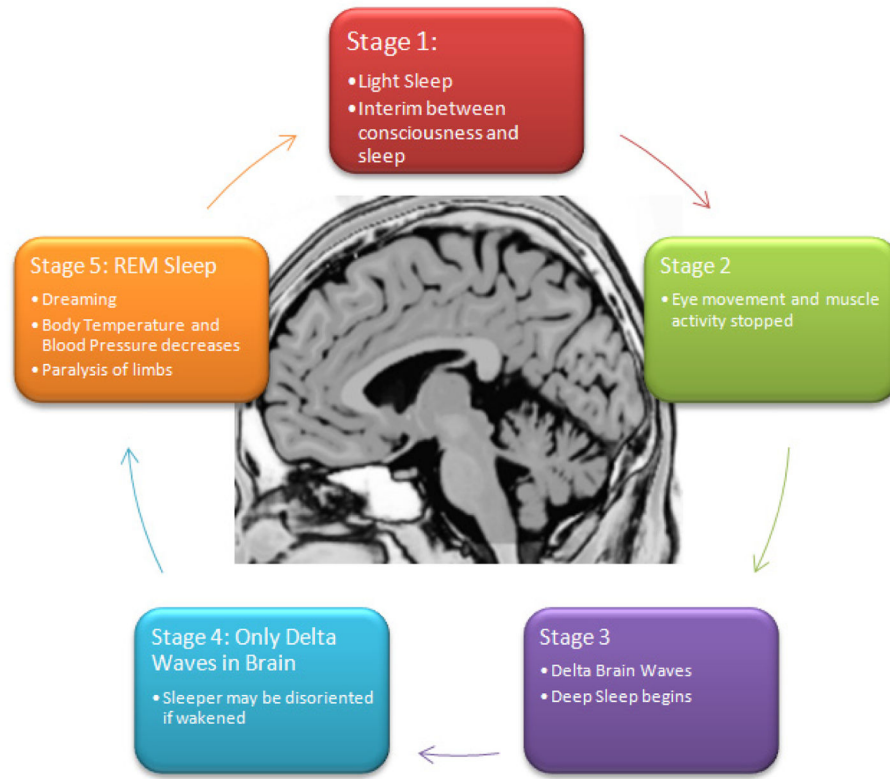 Stage 1:
•Light Sleep
•Interim between
consciousness and
sleep
Stage 2
•Eye movement and muscle
activity stopped
Stage 3
•Delta Brain Waves
•Deep Sleep begins
Stage 4: Only Delta
Waves in Brain
•Sleeper may be disoriented
if wakened
Stage 5: REM Sleep
•Dreaming
•Body Temperature and
Blood Pressure decreases
•Paralysis of limbs